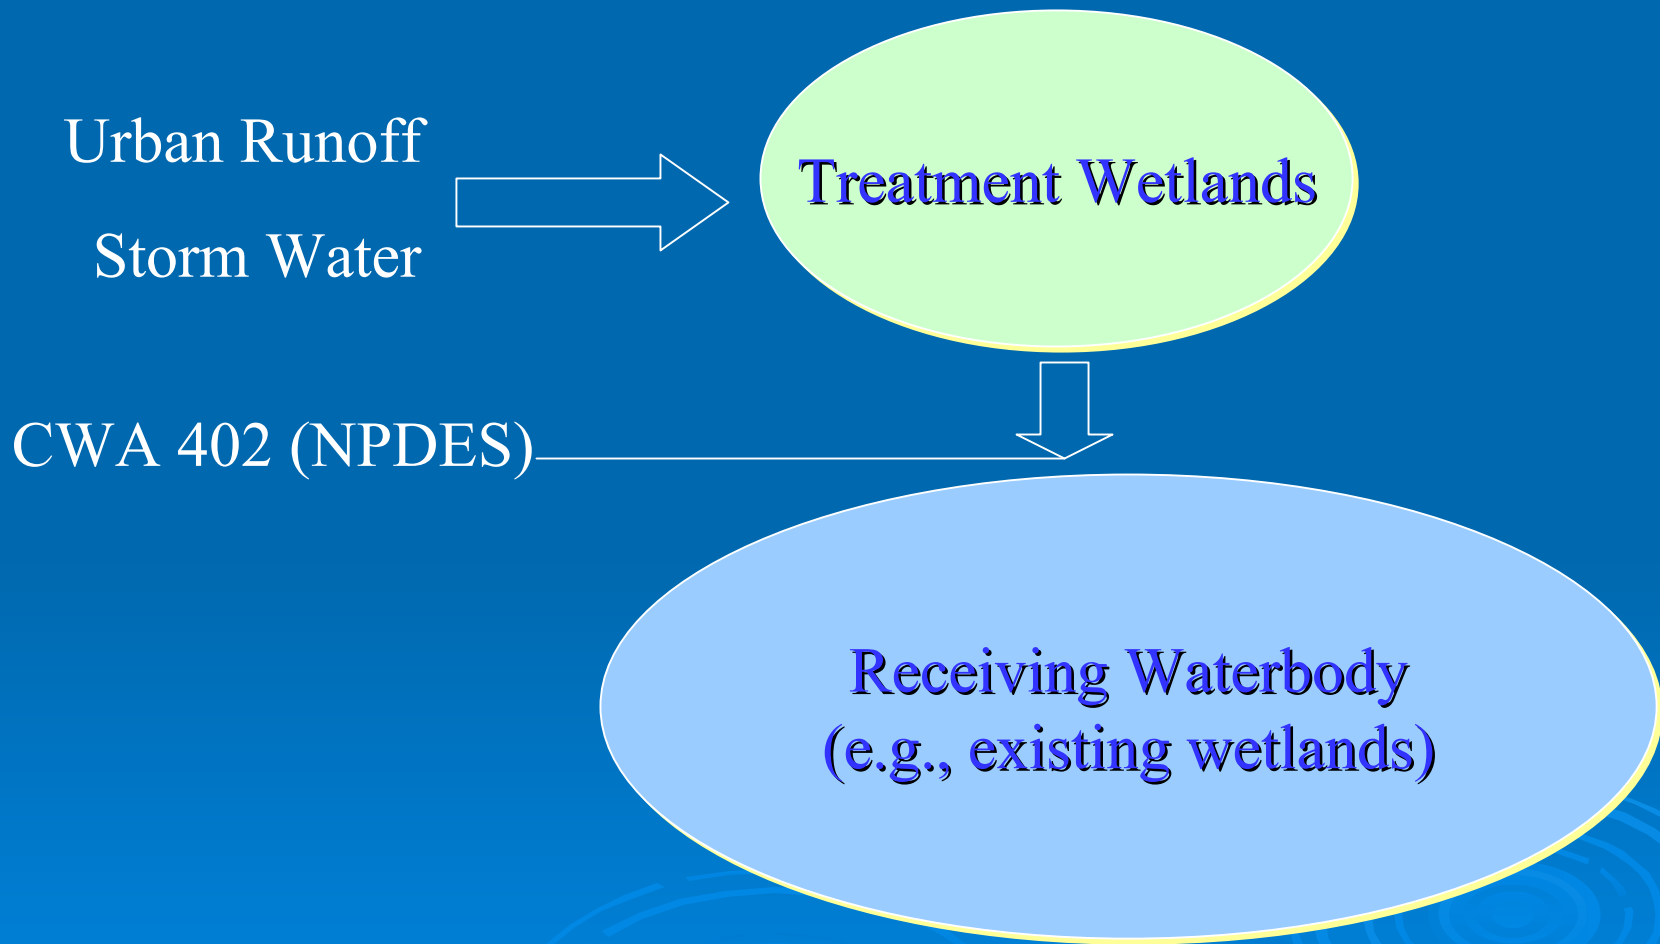 Urban Runoff
Storm Water
Treatment Wetlands
CWA 402 (NPDES)
Receiving Waterbody
(e.g., existing wetlands)